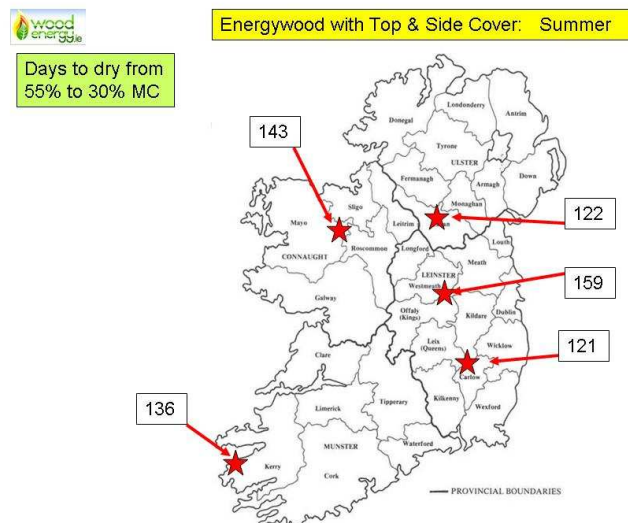 wood
energy.ie
Energywood with Top & Side Cover: Summer
Days to dry from
55% to 30% MC
143
122
159
121
136
Donegal
Londonderry
Antrim
Tyrone
ULSTER
Fermanagh
Armagh
Down
Monaghan
Sligo
Leitrim
Mayo
Roscommon
CONNAUGHT
Longford
Louth
Meath
LEINSTER
Westmeath
Galway
Offaly
(Kings)
Kildare
Dublin
Leix
(Queens)
Wicklow
Carlow
Clare
Kilkenny
Wexford
Tipperary
Limerick
Waterford
MUNSTER
Kerry
Cork
PROVINCIAL BOUNDARIES